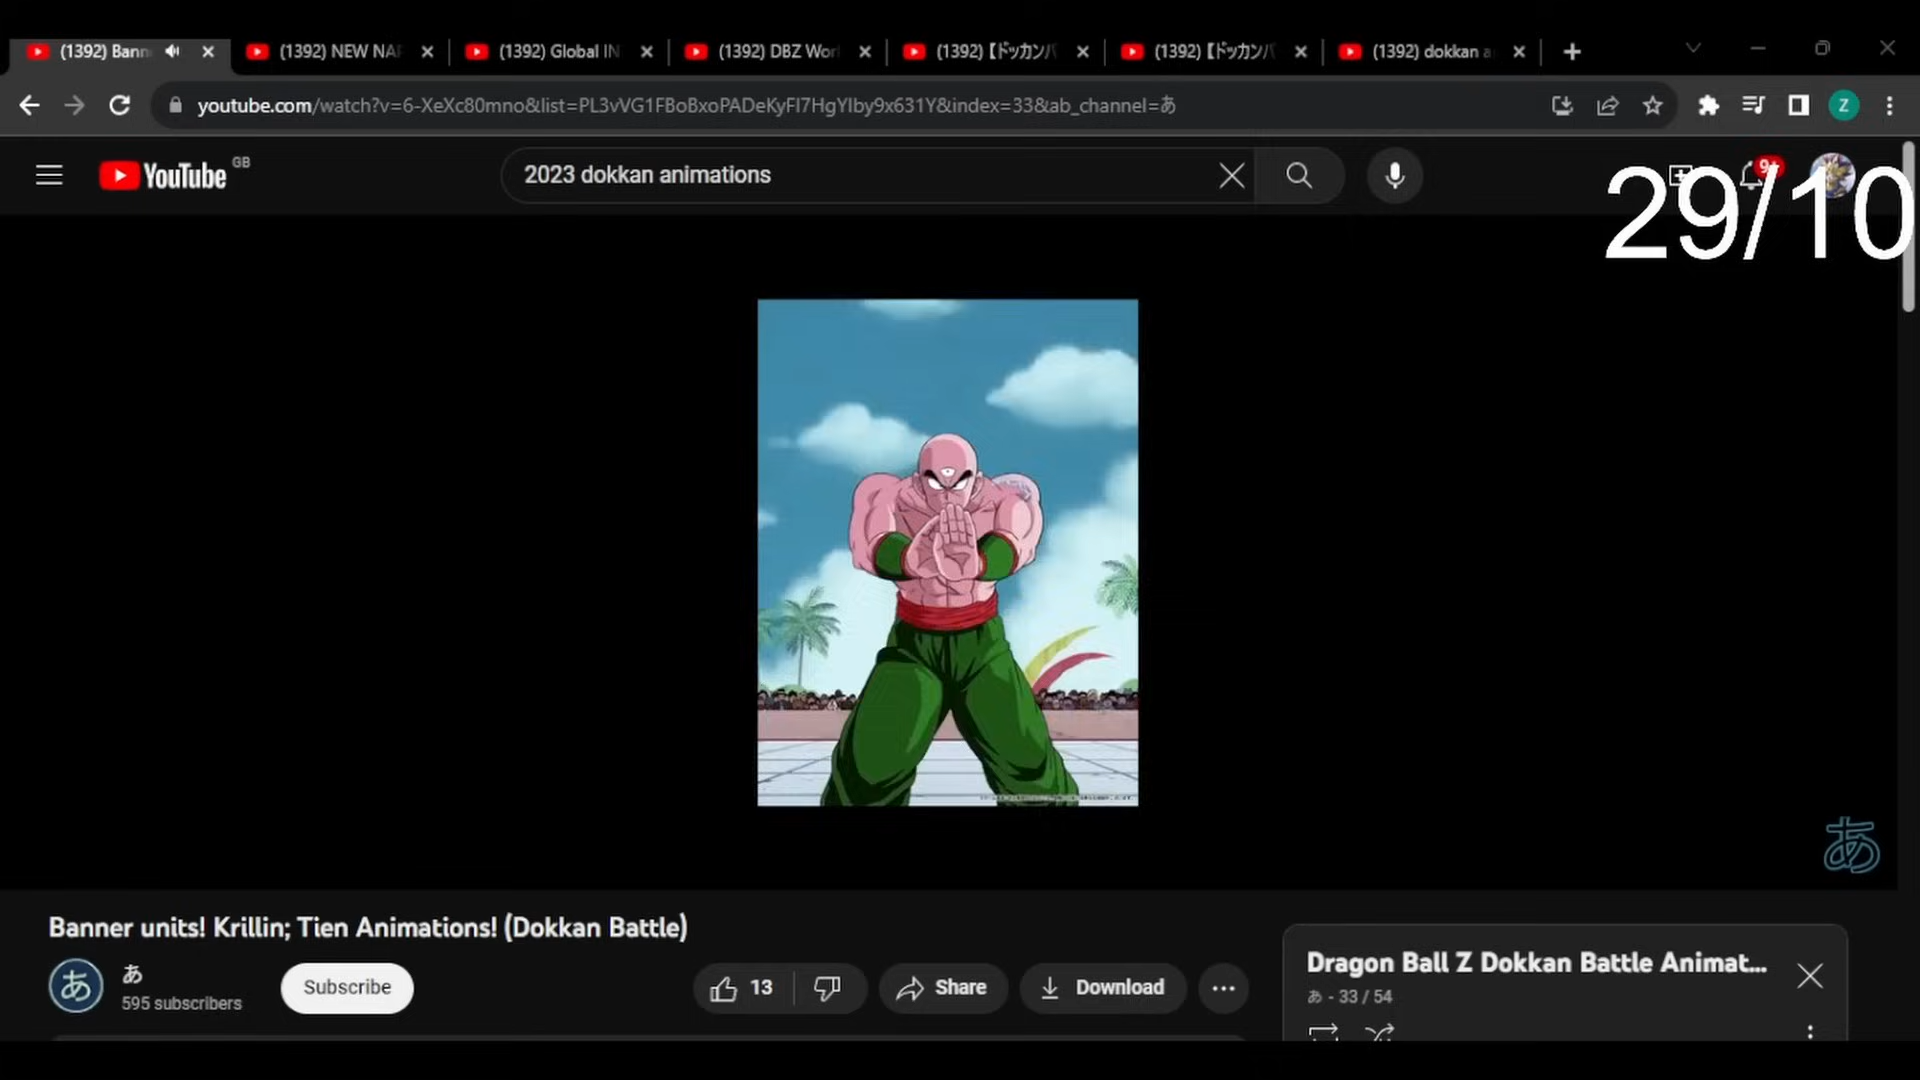 (1392) Bann
(1392) NEW NA
(1392) Global IN
(1392) DBZ Wor
(1392)【ドッカンバ
(1392)【ドッカンバ
(1392) dokkan a
youtube.com/watch?v=6-XeXc80mno&list=PL3vVG1FBoBxoPADeKyFI7HgYIby9x631Y&index=33&ab_channel=あ
Z
YouTube GB
2023 dokkan animations
9+
29/10
あ
Banner units! Krillin; Tien Animations! (Dokkan Battle)
あ
あ
595 subscribers
Subscribe
13
Share
Download
Dragon Ball Z Dokkan Battle Animat...
あ - 33 / 54